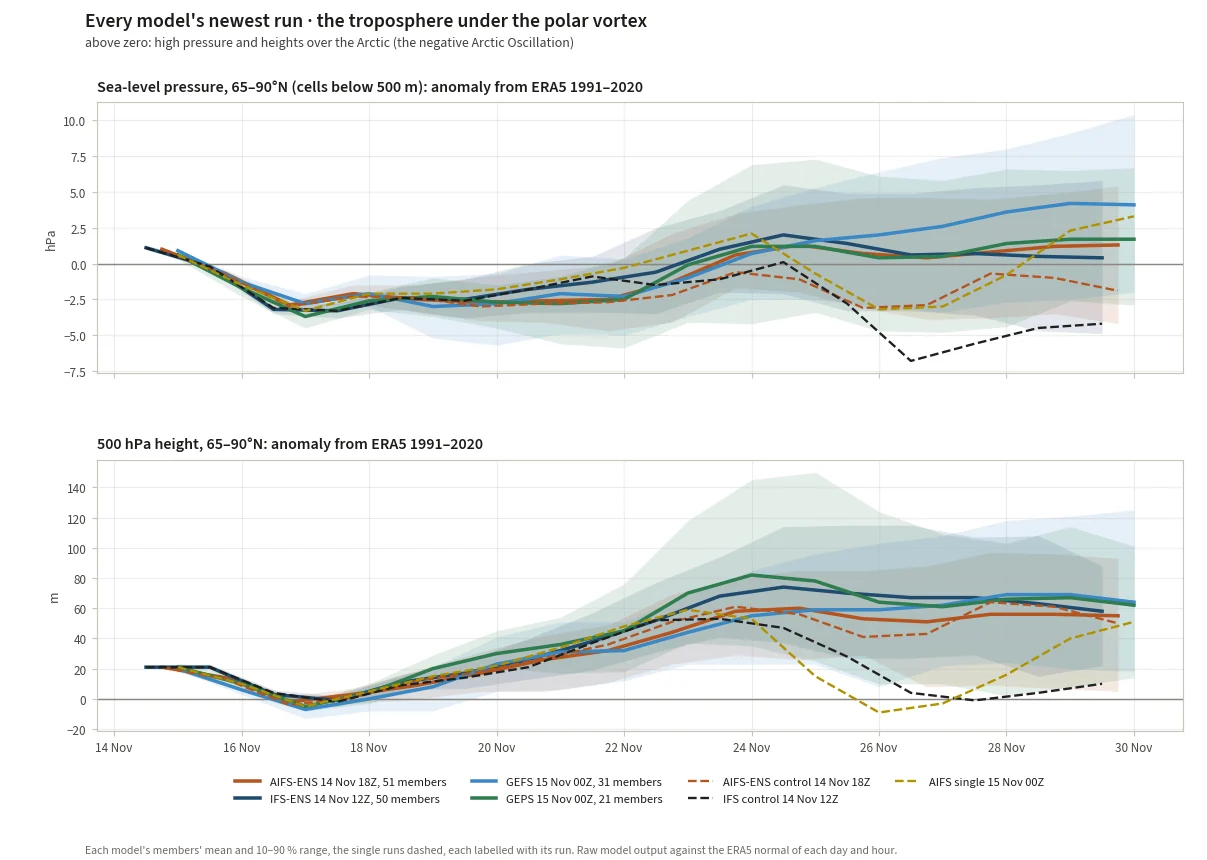 Every model's newest run · the troposphere under the polar vortex
above zero: high pressure and heights over the Arctic (the negative Arctic Oscillation)
Sea-level pressure, 65–90°N (cells below 500 m): anomaly from ERA5 1991–2020
10.0
7.5
5.0
2.5
0.0
−2.5
−5.0
−7.5
hPa
500 hPa height, 65–90°N: anomaly from ERA5 1991–2020
140
120
100
80
60
40
20
0
−20
m
14 Nov 16 Nov 18 Nov 20 Nov 22 Nov 24 Nov 26 Nov 28 Nov 30 Nov
AIFS-ENS 14 Nov 18Z, 51 members GEFS 15 Nov 00Z, 31 members AIFS-ENS control 14 Nov 18Z AIFS single 15 Nov 00Z
IFS-ENS 14 Nov 12Z, 50 members GEPS 15 Nov 00Z, 21 members IFS control 14 Nov 12Z
Each model's members' mean and 10–90 % range, the single runs dashed, each labelled with its run. Raw model output against the ERA5 normal of each day and hour.